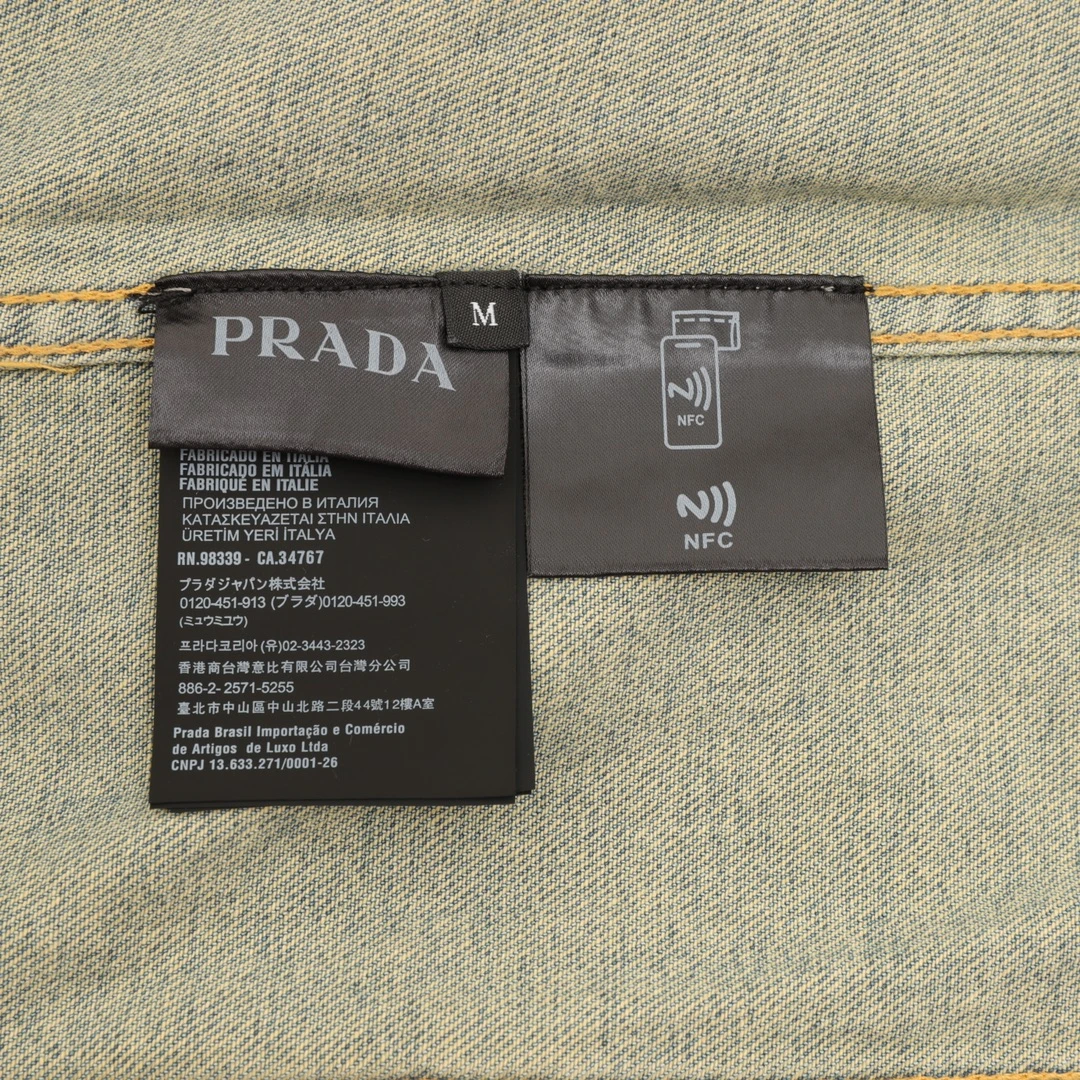 PRADA
M
FABRICADO EN ITALIA
FABRICADO EM ITÁLIA
FABRIQUÉ EN ITALIE
ПРОИЗВЕДЕНО В ИТАЛИЯ
ΚΑΤΑΣΚΕΥΑΖΕΤΑΙ ΣΤΗΝ ΙΤΑΛΙΑ
ÜRETİM YERİ İTALYA
RN.98339 - CA.34767
プラダジャパン株式会社
0120-451-913 (プラダ)0120-451-993
(ミュウミユウ)
프라다코리아 (유)02-3443-2323
香港商台灣意比有限公司台灣分公司
886-2- 2571-5255
臺北市中山區中山北路二段44號12樓A室
Prada Brasil Importação e Comércio
de Artigos de Luxo Ltda
CNPJ 13.633.271/0001-26
NFC
NFC